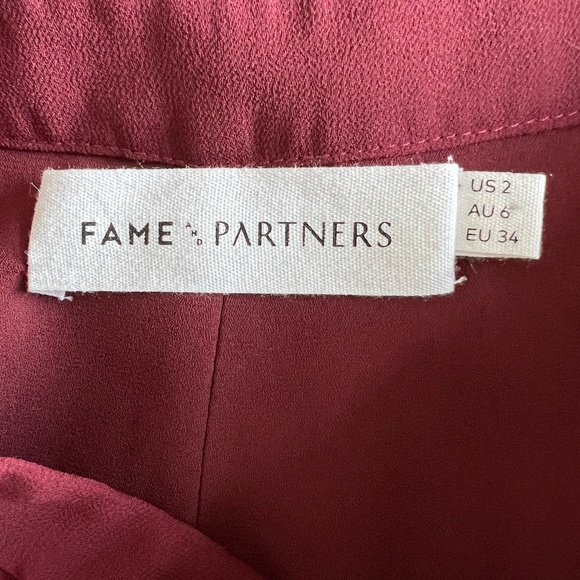 FAME AND PARTNERS
US 2
AU 6
EU 34